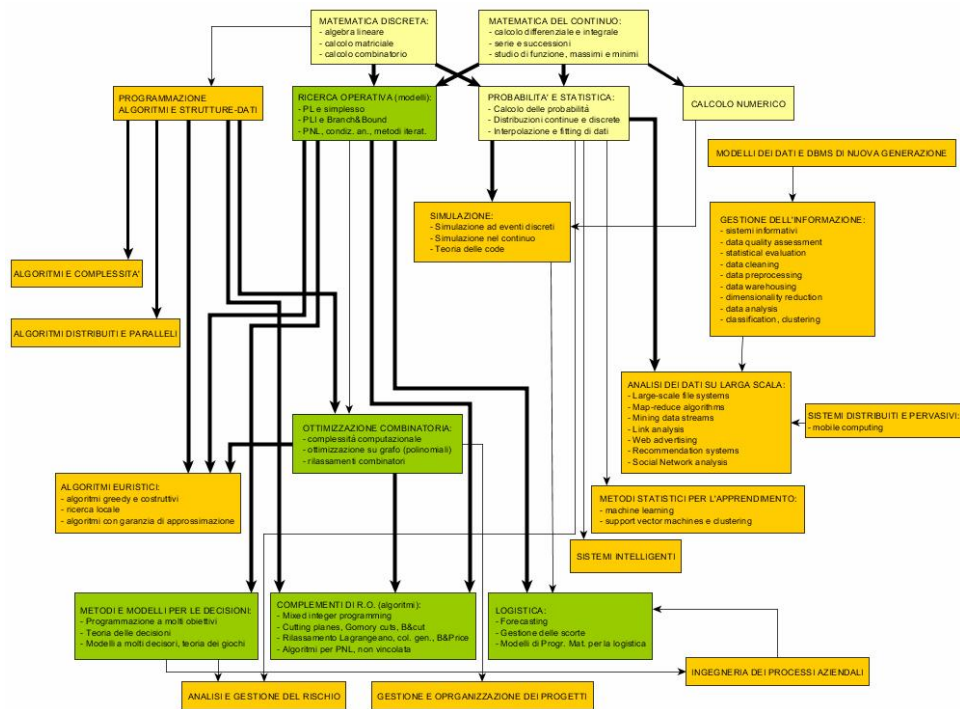 MATEMATICA DISCRETA:
- algebra lineare
- calcolo matriciale
- calcolo combinatorio
MATEMATICA DEL CONTINUO:
- calcolo differenziale e integrale
- serie e successioni
- studio di funzione, massimi e minimi
PROGRAMMAZIONE
ALGORITMI E STRUTTURE-DATI
RICERCA OPERATIVA (modelli):
- PL e simplesso
- PLI e Branch&Bound
- PNL, condiz. an., metodi iterat.
PROBABILITA' E STATISTICA:
- Calcolo delle probabilità
- Distribuzioni continue e discrete
- Interpolazione e fitting di dati
CALCOLO NUMERICO
MODELLI DEI DATI E DBMS DI NUOVA GENERAZIONE
SIMULAZIONE:
- Simulazione ad eventi discreti
- Simulazione nel continuo
- Teoria delle code
GESTIONE DELL'INFORMAZIONE:
- sistemi informativi
- data quality assessment
- statistical evaluation
- data cleaning
- data preprocessing
- data warehousing
- dimensionality reduction
- data analysis
- classification, clustering
ALGORITMI E COMPLESSITA'
ALGORITMI DISTRIBUITI E PARALLELI
ANALISI DEI DATI SU LARGA SCALA:
- Large-scale file systems
- Map-reduce algorithms
- Mining data streams
- Link analysis
- Web advertising
- Recommendation systems
- Social Network analysis
SISTEMI DISTRIBUITI E PERVASIVI:
- mobile computing
OTTIMIZZAZIONE COMBINATORIA:
- complessità computazionale
- ottimizzazione su grafo (polinomiali)
- rilassamenti combinatori
ALGORITMI EURISTICI:
- algoritmi greedy e costruttivi
- ricerca locale
- algoritmi con garanzia di approssimazione
METODI STATISTICI PER L'APPRENDIMENTO:
- machine learning
- support vector machines e clustering
SISTEMI INTELLIGENTI
METODI E MODELLI PER LE DECISIONI:
- Programmazione a molti obiettivi
- Teoria delle decisioni
- Modelli a molti decisori, teoria dei giochi
COMPLEMENTI DI R.O. (algoritmi):
- Mixed integer programming
- Cutting planes, Gomory cuts, B&cut
- Rilassamento Lagrangeano, col. gen., B&Price
- Algoritmi per PNL, non vincolata
LOGISTICA:
- Forecasting
- Gestione delle scorte
- Modelli di Progr. Mat. per la logistica
INGEGNERIA DEI PROCESSI AZIENDALI
ANALISI E GESTIONE DEL RISCHIO
GESTIONE E OPRGANIZZAZIONE DEI PROGETTI